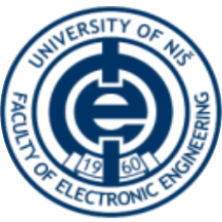 UNIVERSITY OF NIŠ
FACULTY OF ELECTRONIC ENGINEERING
e
1960